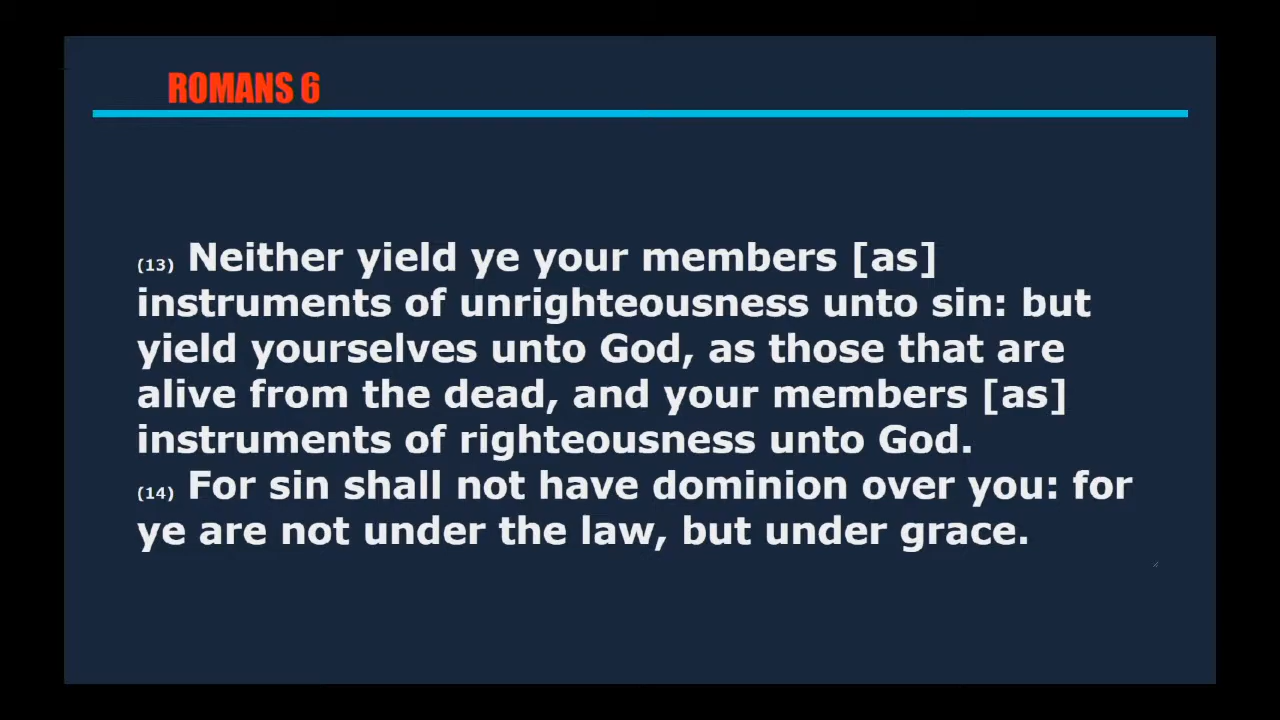 ROMANS 6
(13) Neither yield ye your members [as]
instruments of unrighteousness unto sin: but
yield yourselves unto God, as those that are
alive from the dead, and your members [as]
instruments of righteousness unto God.
(14) For sin shall not have dominion over you: for
ye are not under the law, but under grace.